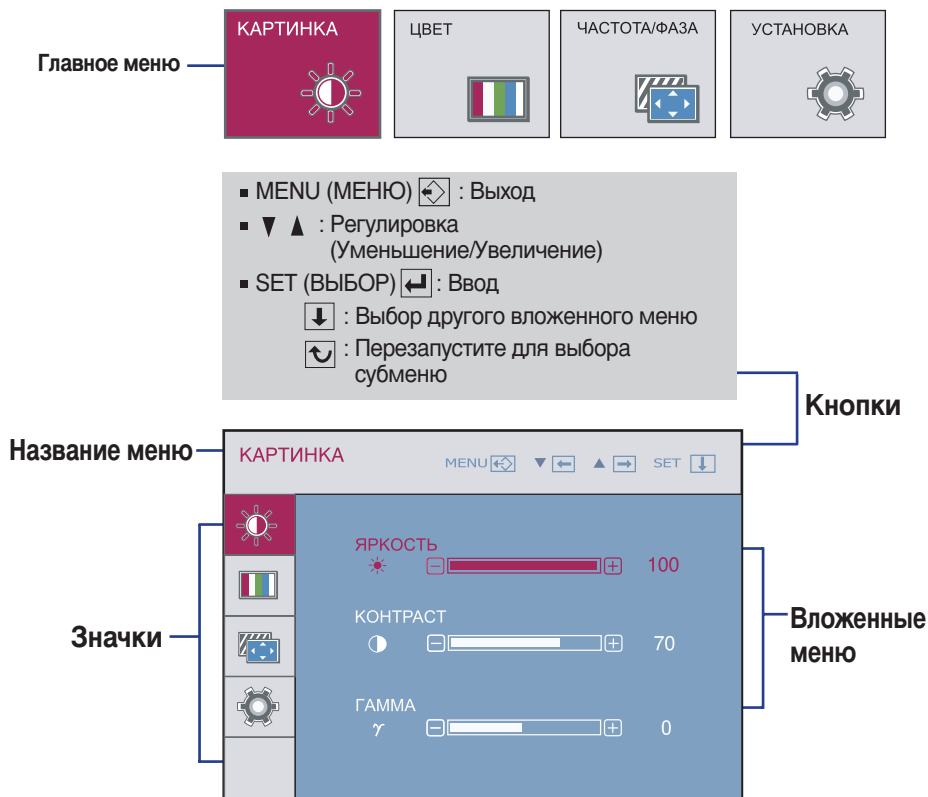 КАРТИНКА
ЦВЕТ
ЧАСТОТА/ФАЗА
УСТАНОВКА
Главное меню
MENU (МЕНЮ) : Выход
▼ ▲ : Регулировка
(Уменьшение/Увеличение)
SET (ВЫБОР) : Ввод
: Выбор другого вложенного меню
: Перезапустите для выбора
субменю
Кнопки
Название меню
КАРТИНКА
MENU ▼ ▲ SET
ЯРКОСТЬ
100
КОНТРАСТ
70
ГАММА
γ 0
Значки
Вложенные
меню